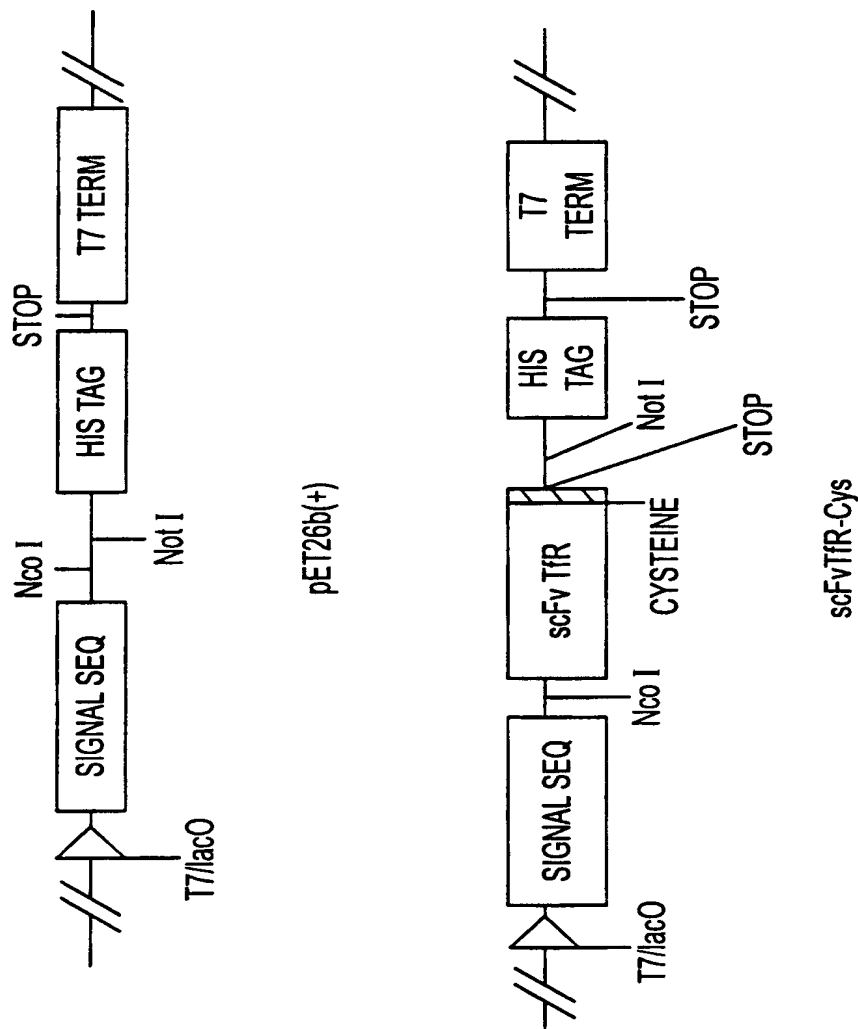 T7/lacO
SIGNAL SEQ
Nco I
Not I
HIS TAG
STOP
T7 TERM
pET26b(+)
T7/lacO
SIGNAL SEQ
Nco I
scFv TfR
CYSTEINE
STOP
Not I
HIS
TAG
STOP
T7
TERM
scFvTfR-Cys